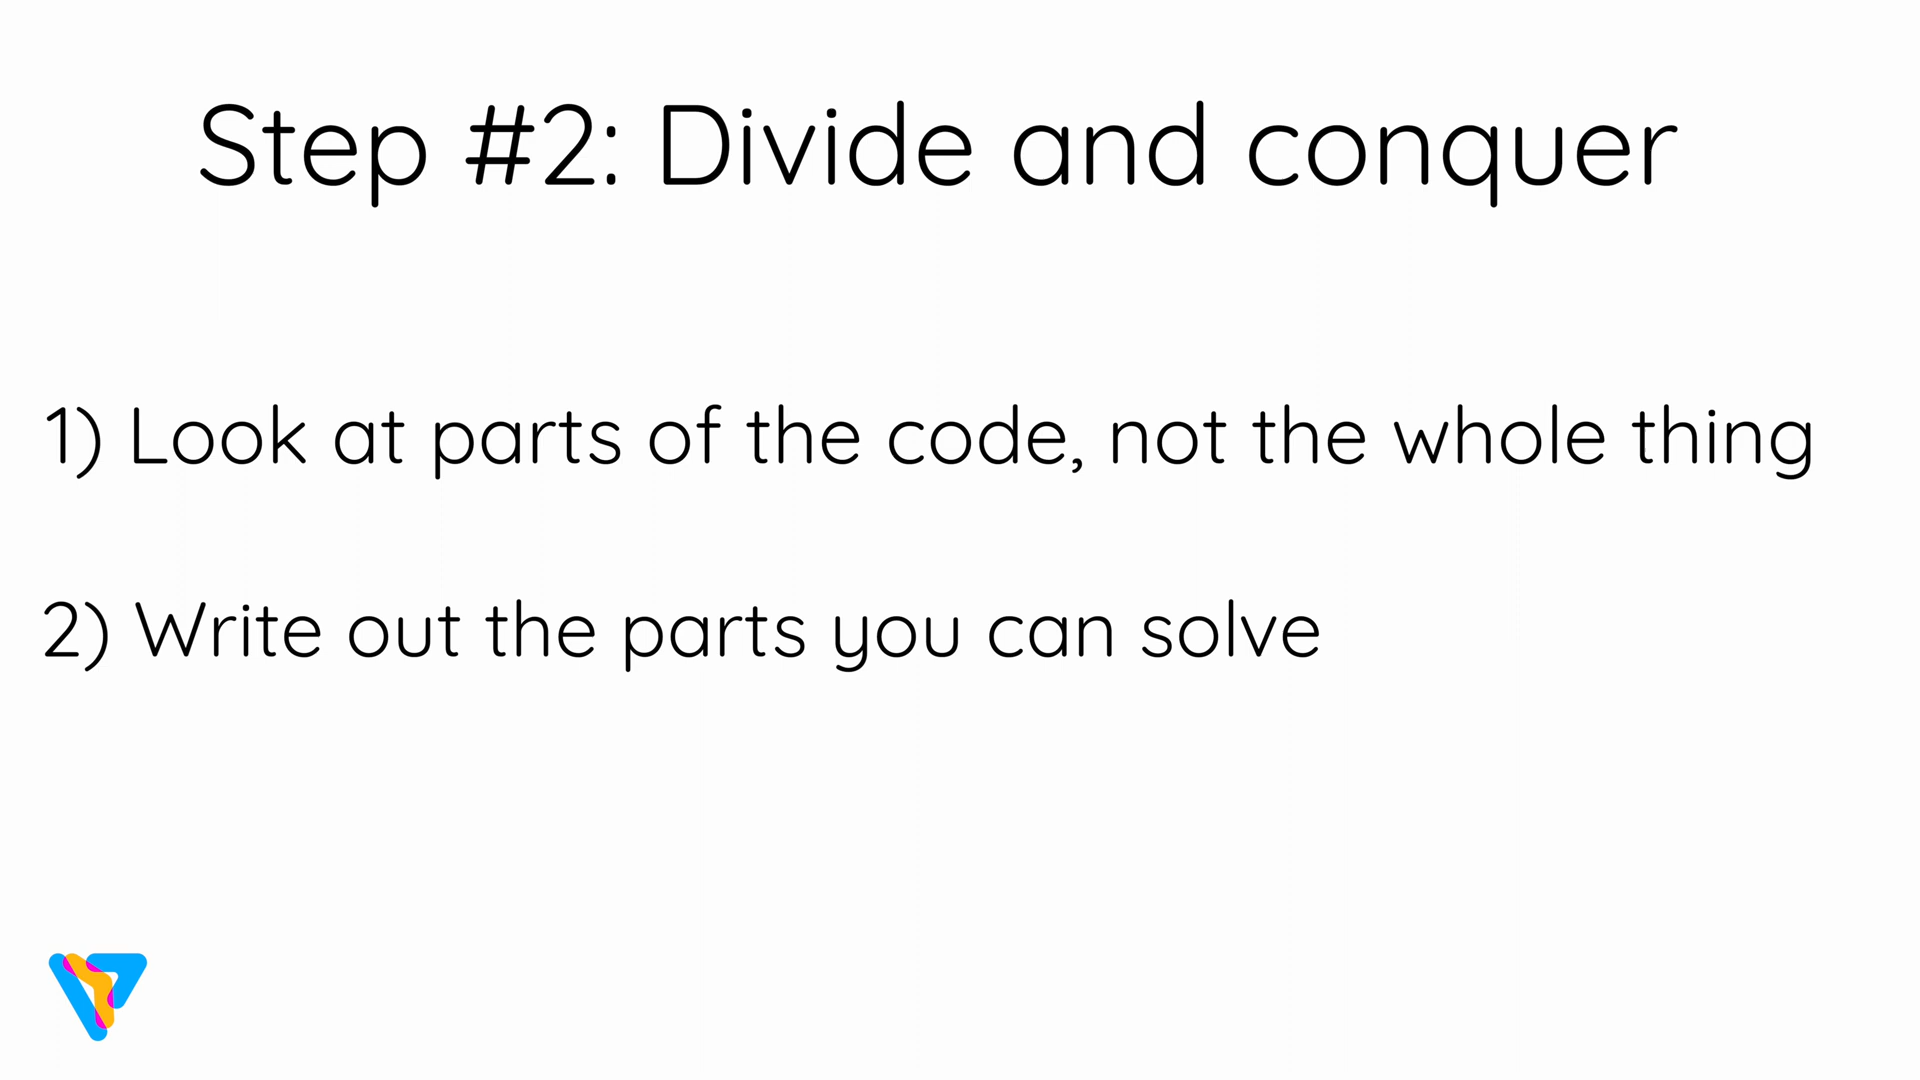 Step #2: Divide and conquer
1) Look at parts of the code, not the whole thing
2) Write out the parts you can solve